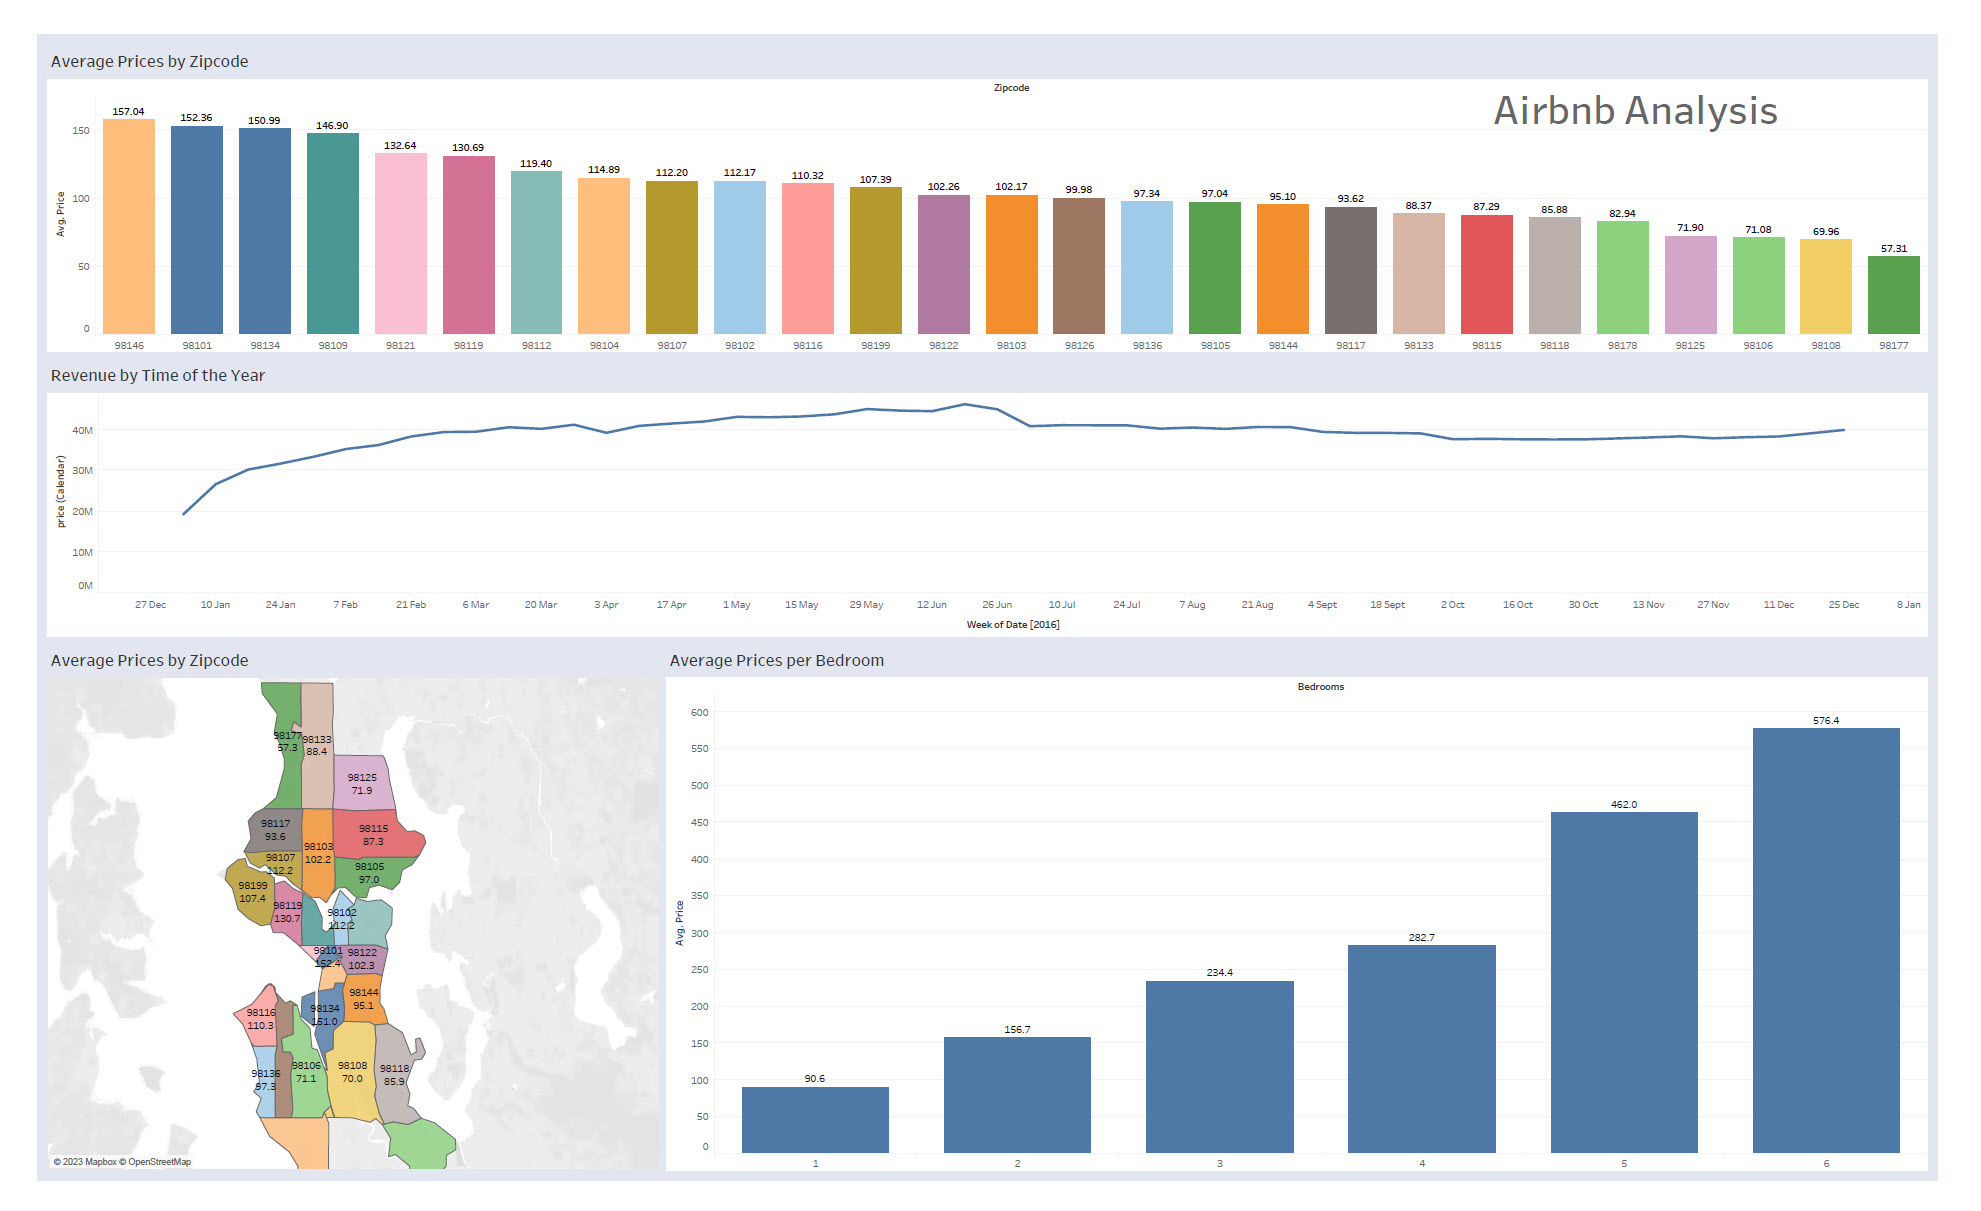 Average Prices by Zipcode
Zipcode
Airbnb Analysis
157.04 152.36 150.99 146.90 132.64 130.69 119.40 114.89 112.20 112.17 110.32 107.39 102.26 102.17 99.98 97.34 97.04 95.10 93.62 88.37 87.29 85.88 82.94 71.90 71.08 69.96 57.31
Avg. Price
150
100
50
0
98146 98101 98134 98109 98121 98119 98112 98104 98107 98102 98116 98199 98122 98103 98126 98136 98105 98144 98117 98133 98115 98118 98178 98125 98106 98108 98177
Revenue by Time of the Year
price (Calendar)
40M
30M
20M
10M
0M
27 Dec 10 Jan 24 Jan 7 Feb 21 Feb 6 Mar 20 Mar 3 Apr 17 Apr 1 May 15 May 29 May 12 Jun 26 Jun 10 Jul 24 Jul 7 Aug 21 Aug 4 Sept 18 Sept 2 Oct 16 Oct 30 Oct 13 Nov 27 Nov 11 Dec 25 Dec 8 Jan
Week of Date [2016]
Average Prices by Zipcode
98177
57.3
98133
88.4
98125
71.9
98117
93.6
98103
102.2
98115
87.3
98107
112.2
98105
97.0
98199
107.4
98119
130.7
98102
112.2
98101
152.4
98122
102.3
98144
95.1
98134
151.0
98116
110.3
98136
97.3
98106
71.1
98108
70.0
98118
85.9
© 2023 Mapbox © OpenStreetMap
Average Prices per Bedroom
Bedrooms
Avg. Price
600
550
500
450
400
350
300
250
200
150
100
50
0
90.6 156.7 234.4 282.7 462.0 576.4
1 2 3 4 5 6